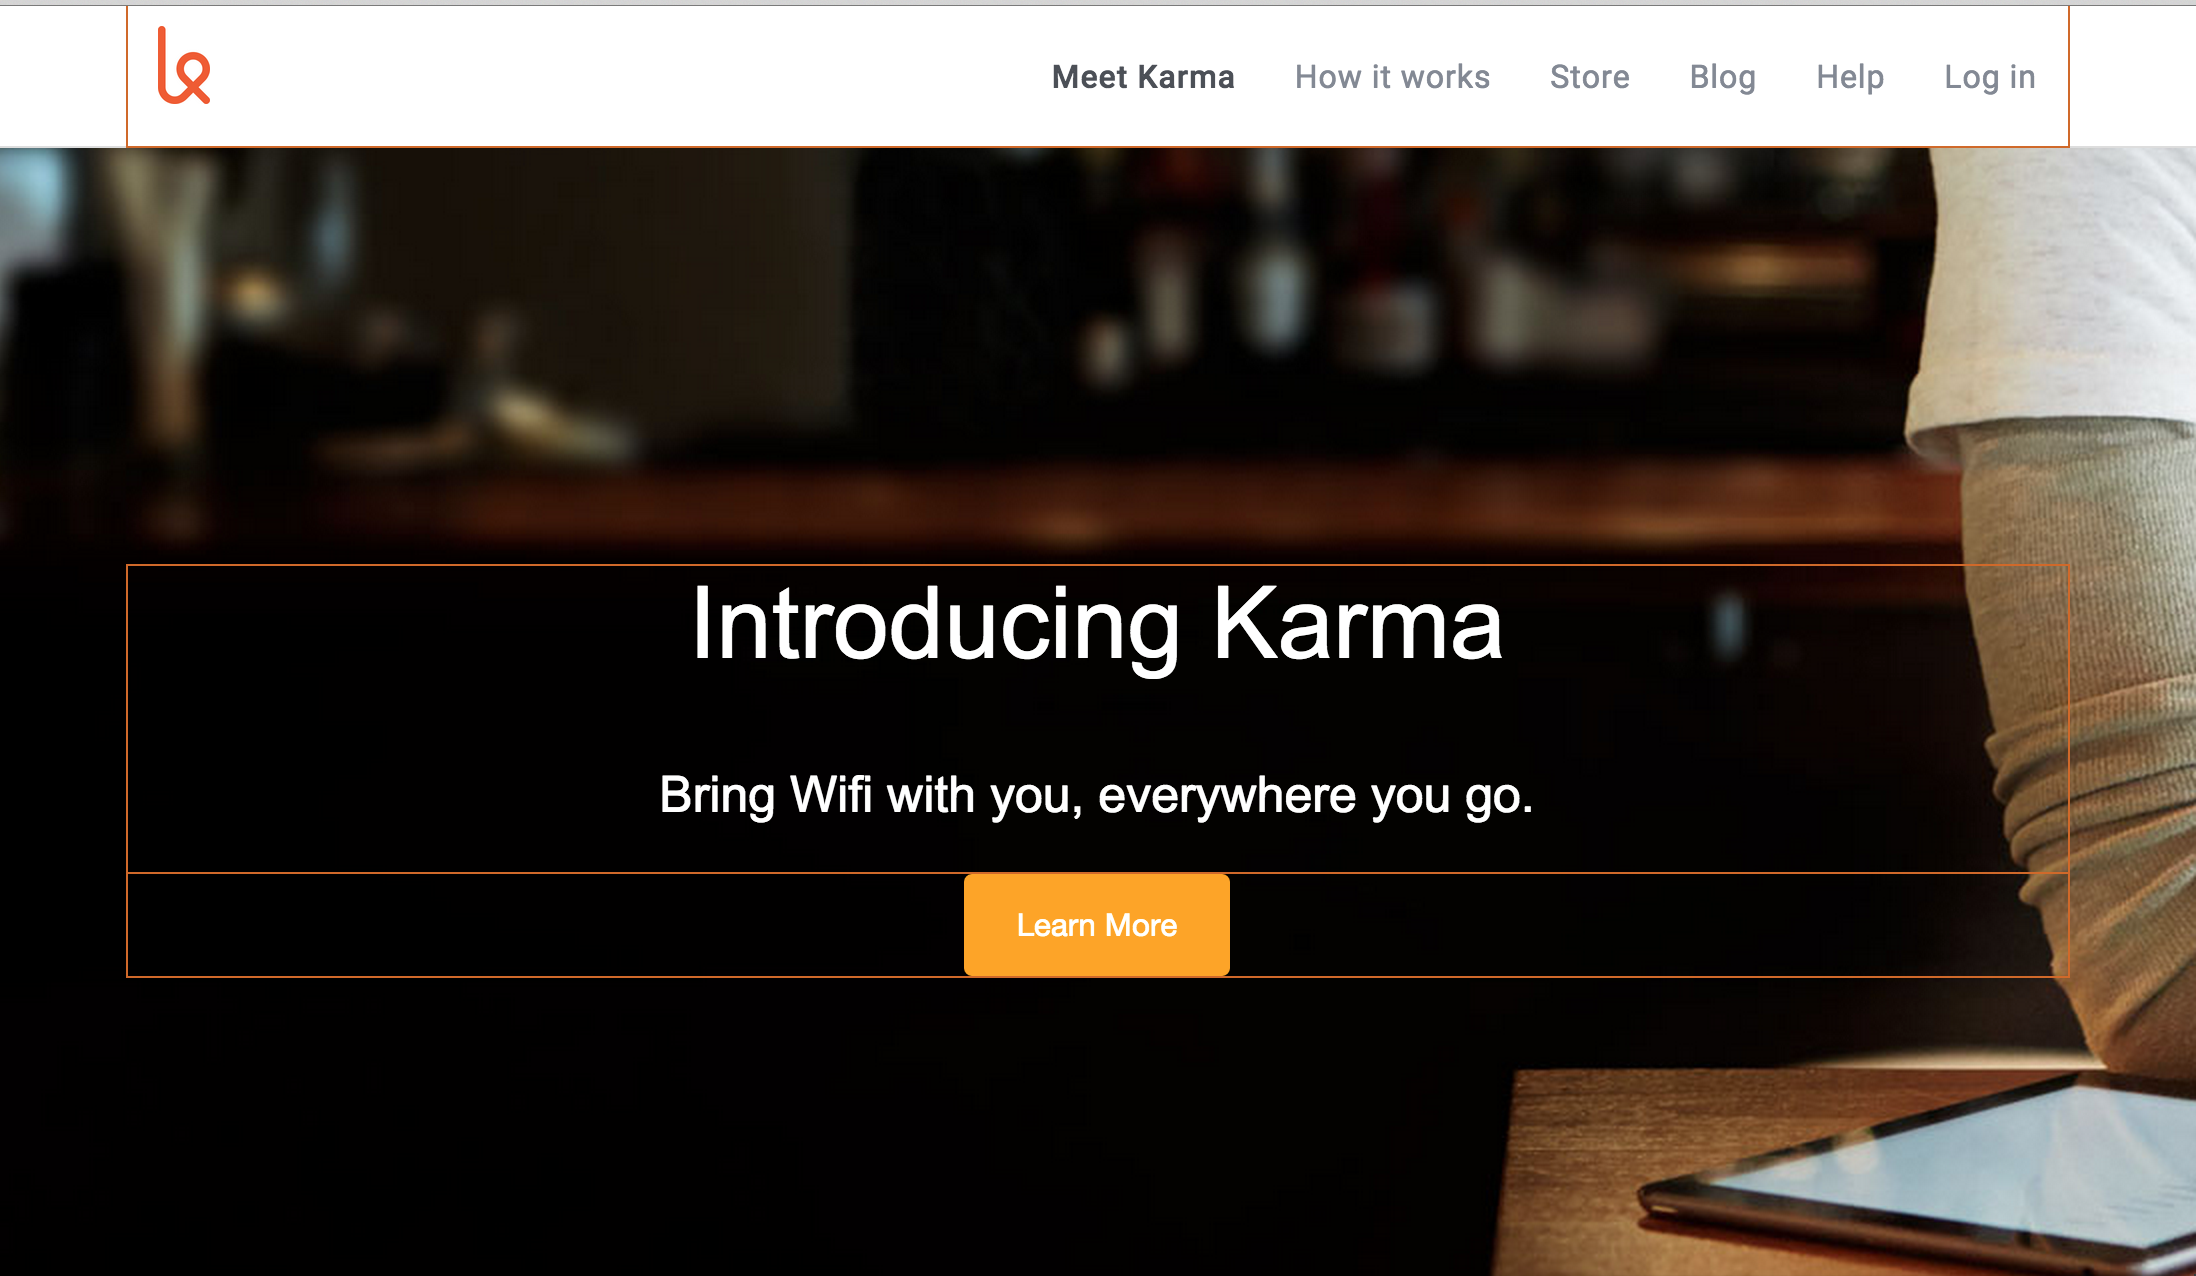 Meet Karma How it works Store Blog Help Log in
Introducing Karma
Bring Wifi with you, everywhere you go.
Learn More